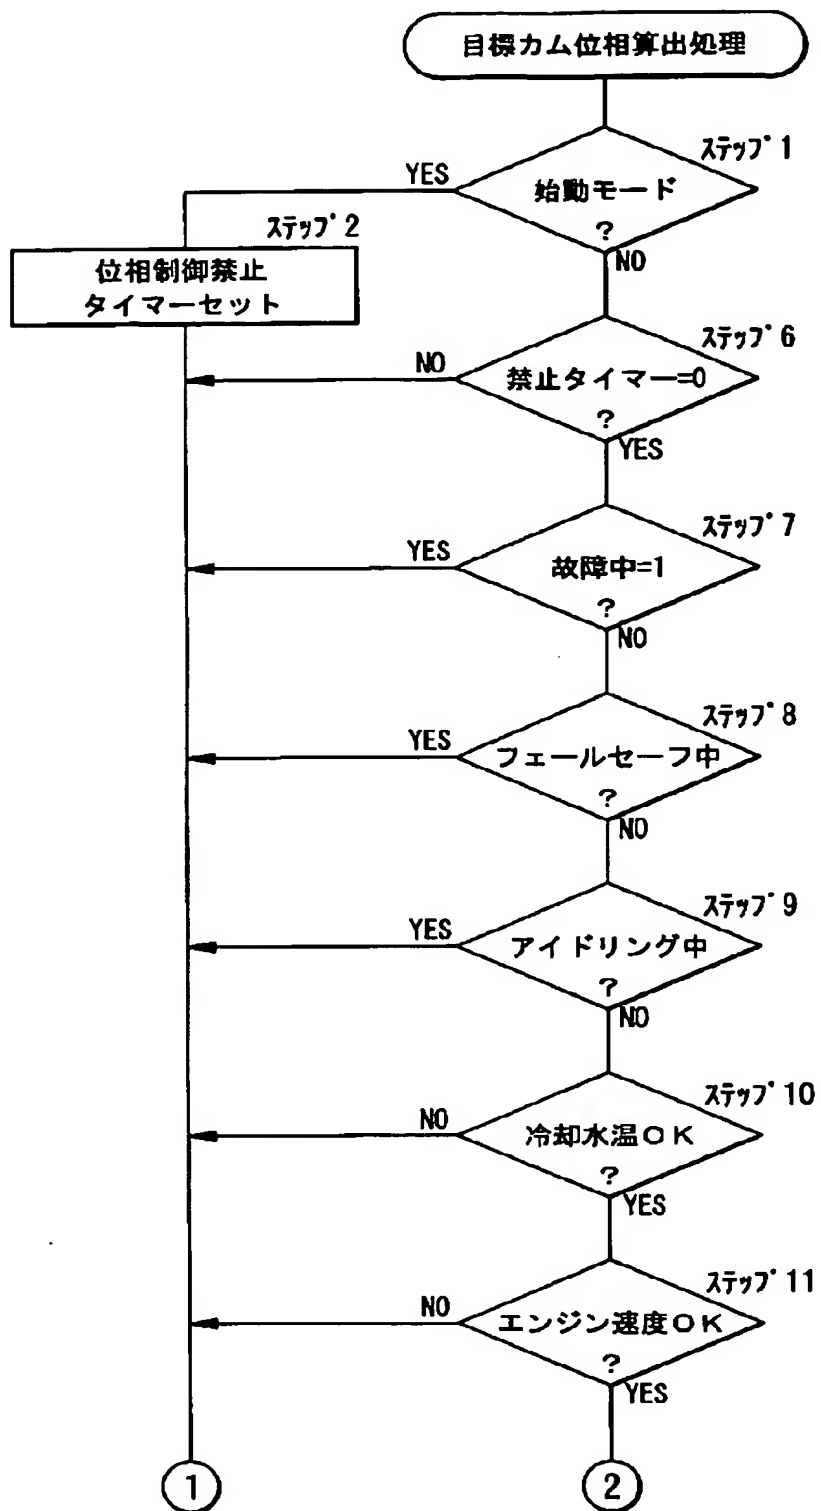 目標カム位相算出処理
ステップ1
YES
始動モード
?
NO
ステップ2
位相制御禁止
タイマーセット
ステップ6
NO
禁止タイマー=0
?
YES
ステップ7
YES
故障中=1
?
NO
ステップ8
YES
フェールセーフ中
?
NO
ステップ9
YES
アイドリング中
?
NO
ステップ10
NO
冷却水温OK
?
YES
ステップ11
NO
エンジン速度OK
?
YES
1
2